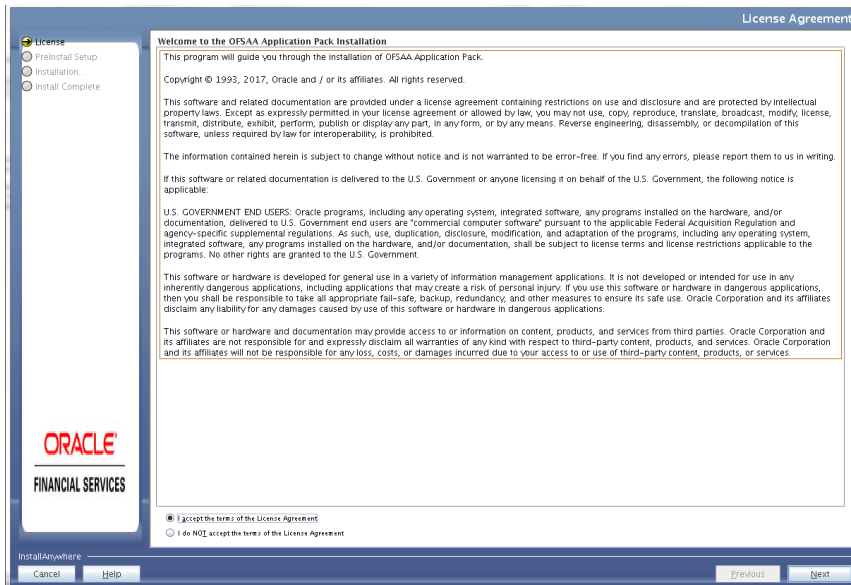 License Agreement
License
PreInstall Setup
Installation..
Install Complete
Welcome to the OFSAA Application Pack Installation
This program will guide you through the installation of OFSAA Application Pack.
Copyright © 1993, 2017, Oracle and / or its affiliates. All rights reserved.
This software and related documentation are provided under a license agreement containing restrictions on use and disclosure and are protected by intellectual
property laws. Except as expressly permitted in your license agreement or allowed by law, you may not use, copy, reproduce, translate, broadcast, modify, license,
transmit, distribute, exhibit, perform, publish or display any part, in any form, or by any means. Reverse engineering, disassembly, or decompilation of this
software, unless required by law for interoperability, is prohibited.
The information contained herein is subject to change without notice and is not warranted to be error-free. If you find any errors, please report them to us in writing.
If this software or related documentation is delivered to the U.S. Government or anyone licensing it on behalf of the U.S. Government, the following notice is
applicable:
U.S. GOVERNMENT END USERS: Oracle programs, including any operating system, integrated software, any programs installed on the hardware, and/or
documentation, delivered to U.S. Government end users are "commercial computer software" pursuant to the applicable Federal Acquisition Regulation and
agency-specific supplemental regulations. As such, use, duplication, disclosure, modification, and adaptation of the programs, including any operating system,
integrated software, any programs installed on the hardware, and/or documentation, shall be subject to license terms and license restrictions applicable to the
programs. No other rights are granted to the U.S. Government.
This software or hardware is developed for general use in a variety of information management applications. It is not developed or intended for use in any
inherently dangerous applications, including applications that may create a risk of personal injury. If you use this software or hardware in dangerous applications,
then you shall be responsible to take all appropriate fail-safe, backup, redundancy, and other measures to ensure its safe use. Oracle Corporation and its affiliates
disclaim any liability for any damages caused by use of this software or hardware in dangerous applications.
This software or hardware and documentation may provide access to or information on content, products, and services from third parties. Oracle Corporation and
its affiliates are not responsible for and expressly disclaim all warranties of any kind with respect to third-party content, products, and services. Oracle Corporation
and its affiliates will not be responsible for any loss, costs, or damages incurred due to your access to or use of third-party content, products, or services.
ORACLE
FINANCIAL SERVICES
I accept the terms of the License Agreement
I do NOT accept the terms of the License Agreement
InstallAnywhere
Cancel
Help
Previous
Next